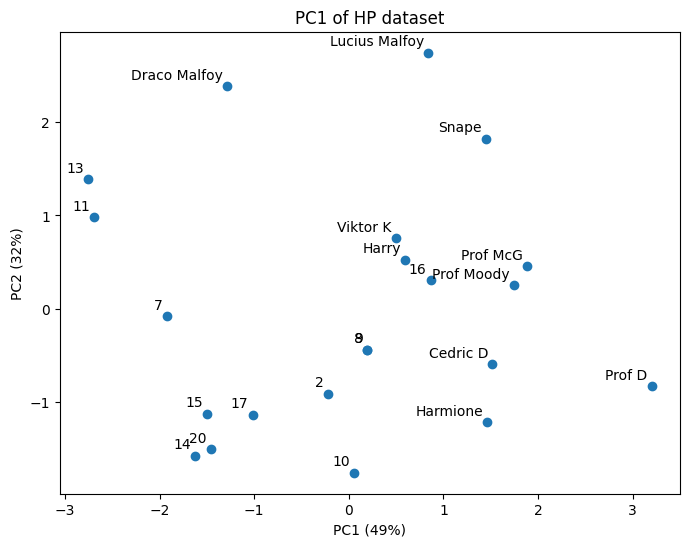 PC1 of HP dataset
Lucius Malfoy
Draco Malfoy
Snape
13
11
Viktor K
Harry
16
Prof McG
Prof Moody
7
8
9
Cedric D
Prof D
2
Harmione
15
17
20
14
10
2
1
0
−1
−3
−2
−1
0
1
2
3
PC2 (32%)
PC1 (49%)